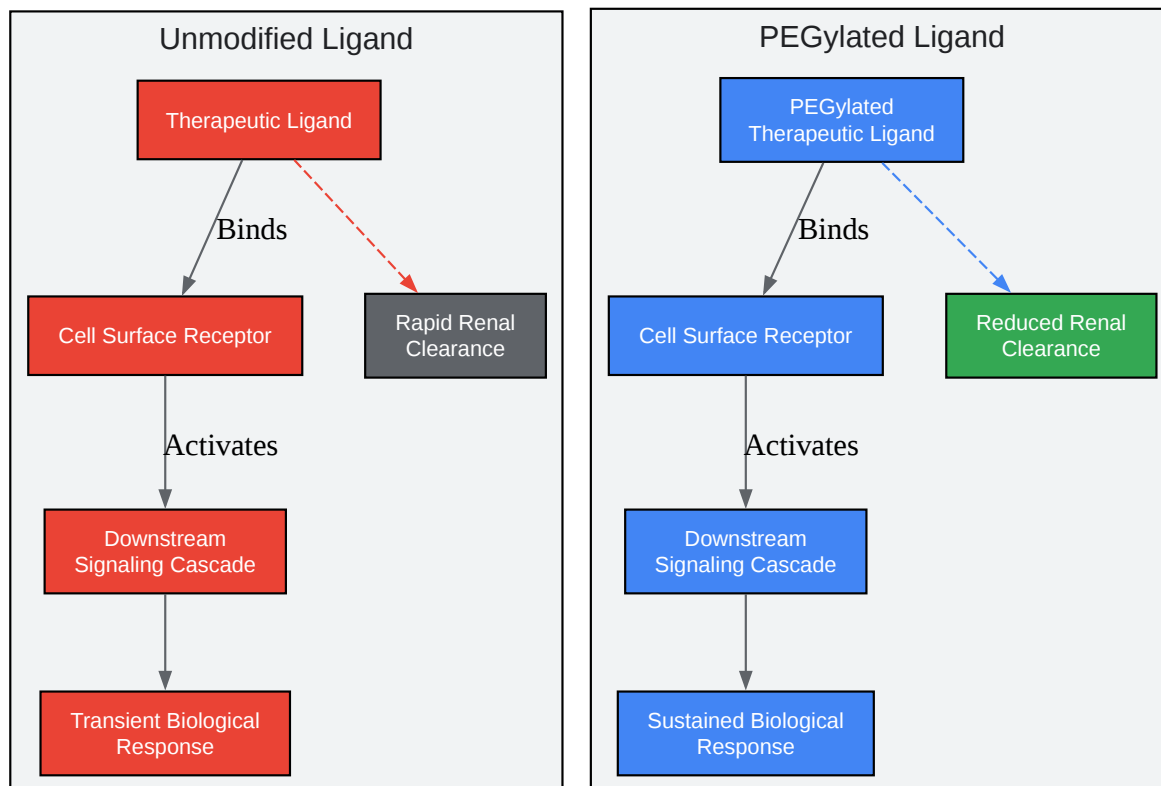 Unmodified Ligand
Therapeutic Ligand
Binds
Cell Surface Receptor
Rapid Renal
Clearance
Activates
Downstream
Signaling Cascade
Transient Biological
Response
PEGylated Ligand
PEGylated
Therapeutic Ligand
Binds
Cell Surface Receptor
Reduced Renal
Clearance
Activates
Downstream
Signaling Cascade
Sustained Biological
Response